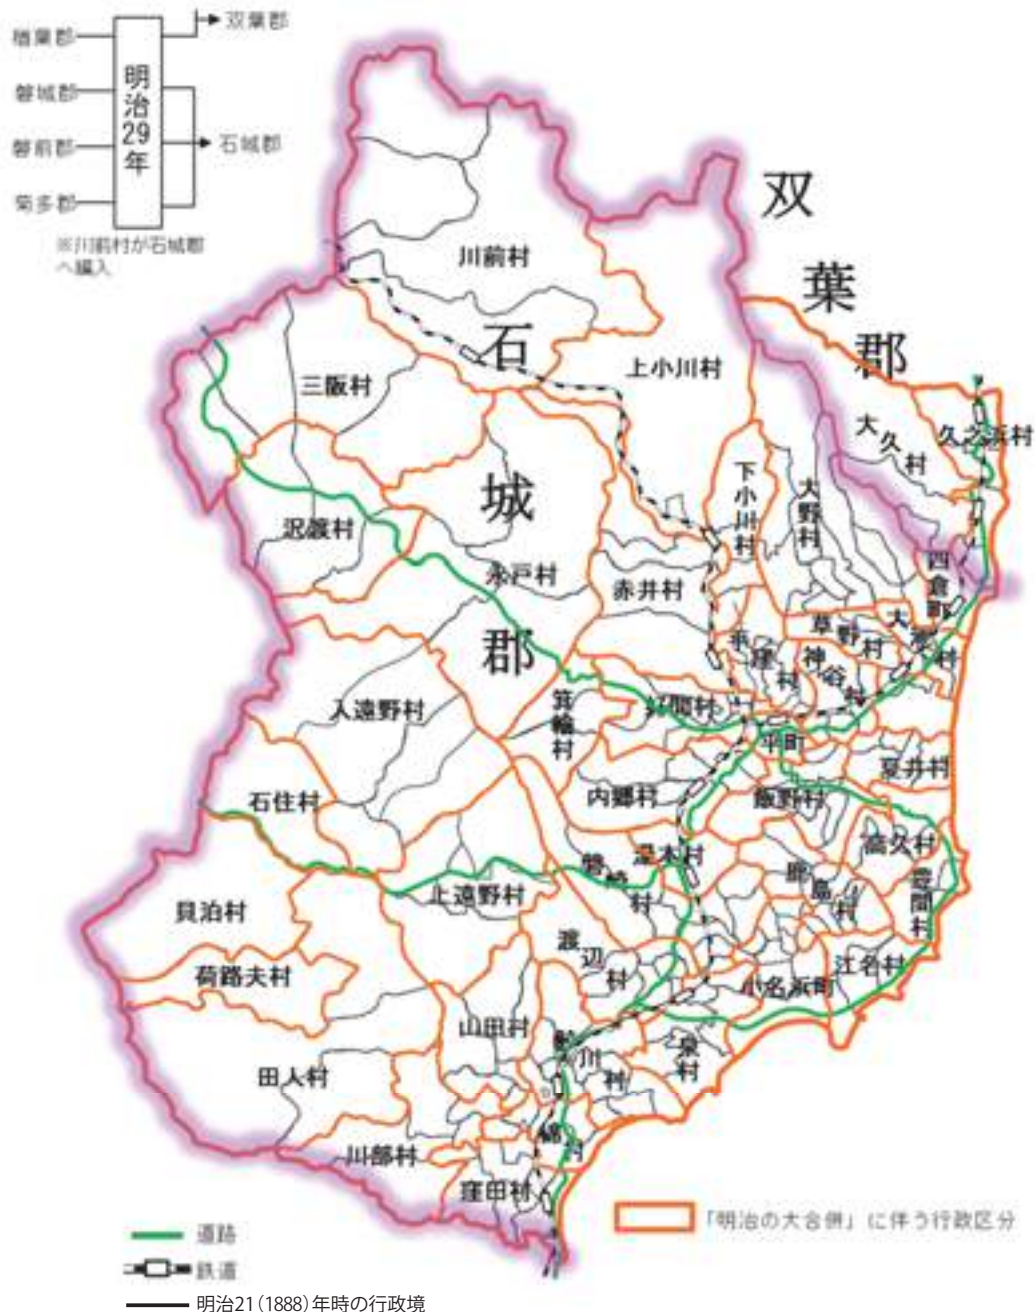 楢葉郡
磐城郡
磐前郡
菊多郡
明治29年
双葉郡
石城郡
※川前村が石城郡
へ編入
双葉郡
石城郡
川前村
上小川村
三阪村
大久村
久之浜村
下小川村
大野村
沢渡村
永戸村
赤井村
四倉町
大浦村
草野村
神谷村
平窪村
入遠野村
箕輪村
好間村
平町
夏井村
石住村
内郷村
飯野村
高久村
豊間村
湯本村
磐崎村
鹿島村
上遠野村
貝泊村
荷路夫村
渡辺村
江名村
小名浜町
山田村
鮫川村
泉村
田人村
錦村
川部村
窪田村
「明治の大合併」に伴う行政区分
道路
鉄道
明治21(1888)年時の行政境